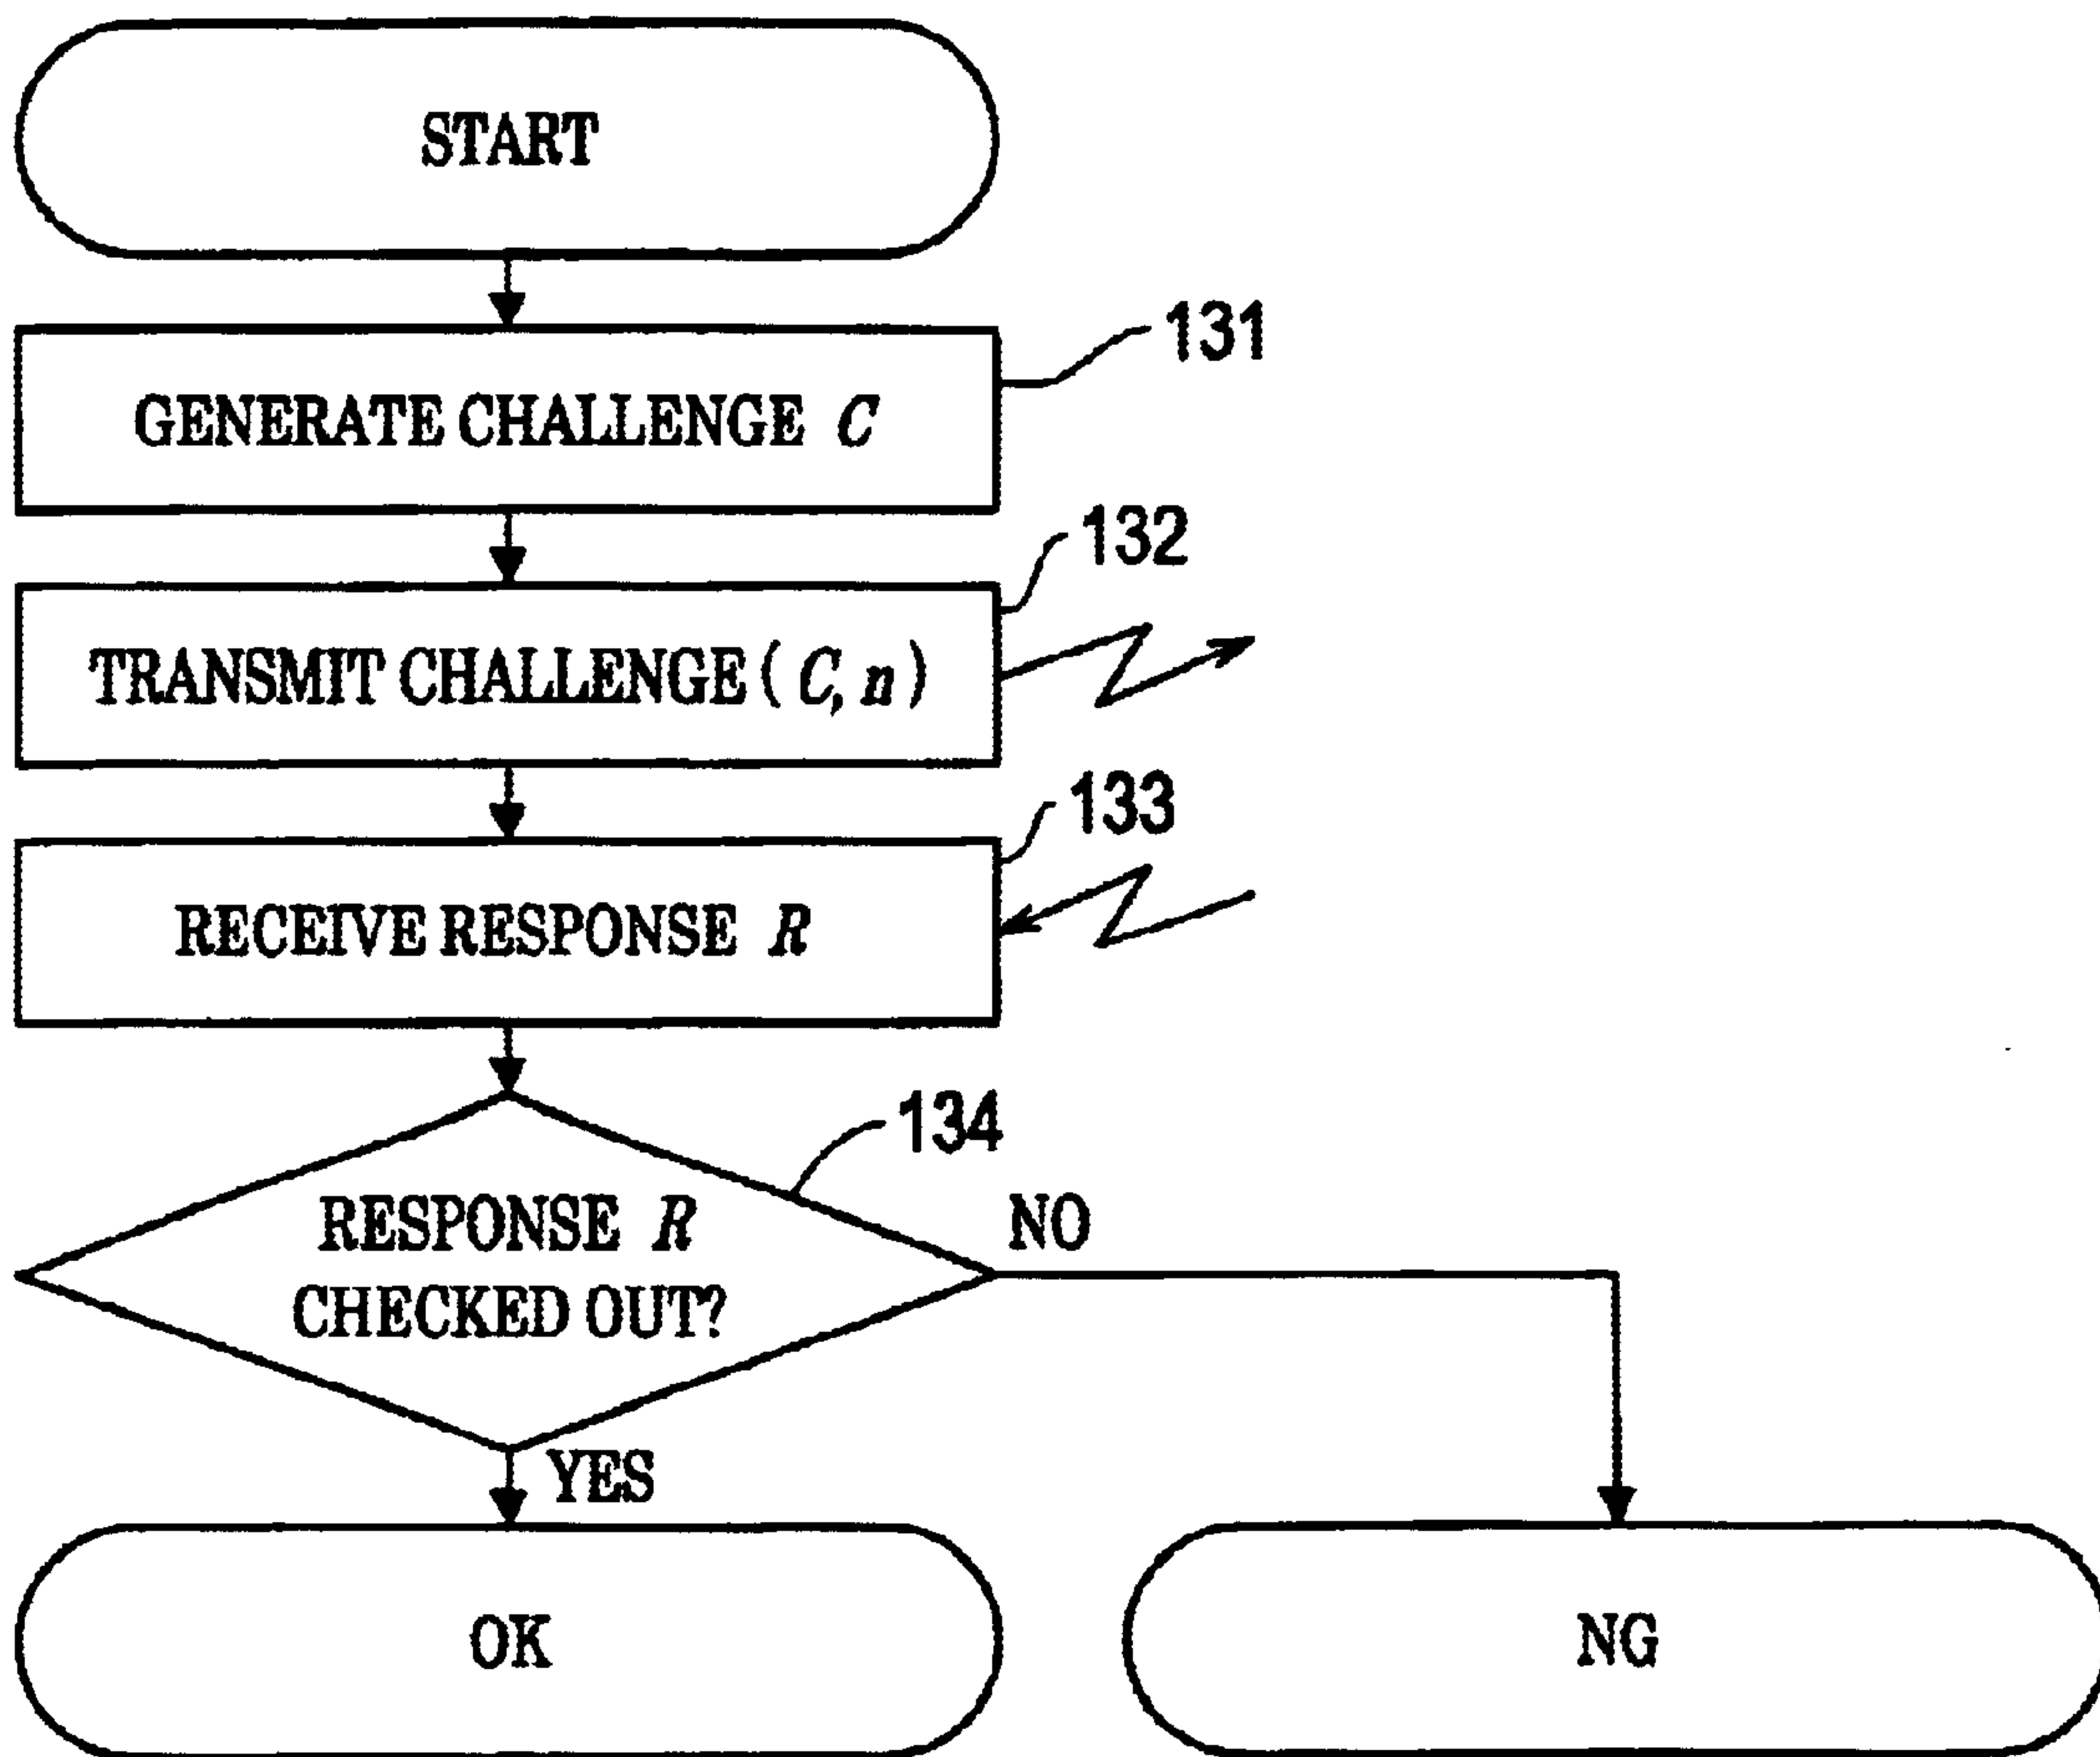 START
131
GENERATE CHALLENGE C
132
TRANSMIT CHALLENGE (C, n)
133
RECEIVE RESPONSE R
134
RESPONSE R
CHECKED OUT?
NO
YES
OK
NG